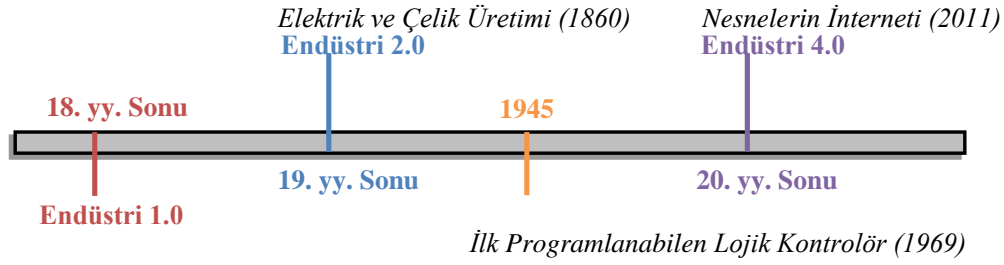 Elektrik ve Çelik Üretimi (1860) Nesnelerin İnterneti (2011)
Endüstri 2.0 Endüstri 4.0
18. yy. Sonu 1945
19. yy. Sonu 20. yy. Sonu
Endüstri 1.0
İlk Programlanabilen Lojik Kontrolör (1969)